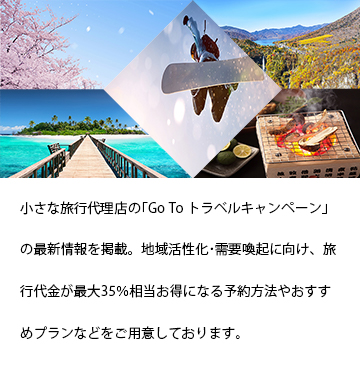 小さな旅行代理店の｢Go To トラベルキャンペーン｣
の最新情報を掲載。地域活性化･需要喚起に向け、旅
行代金が最大35%相当お得になる予約方法やおすす
めプランなどをご用意しております。